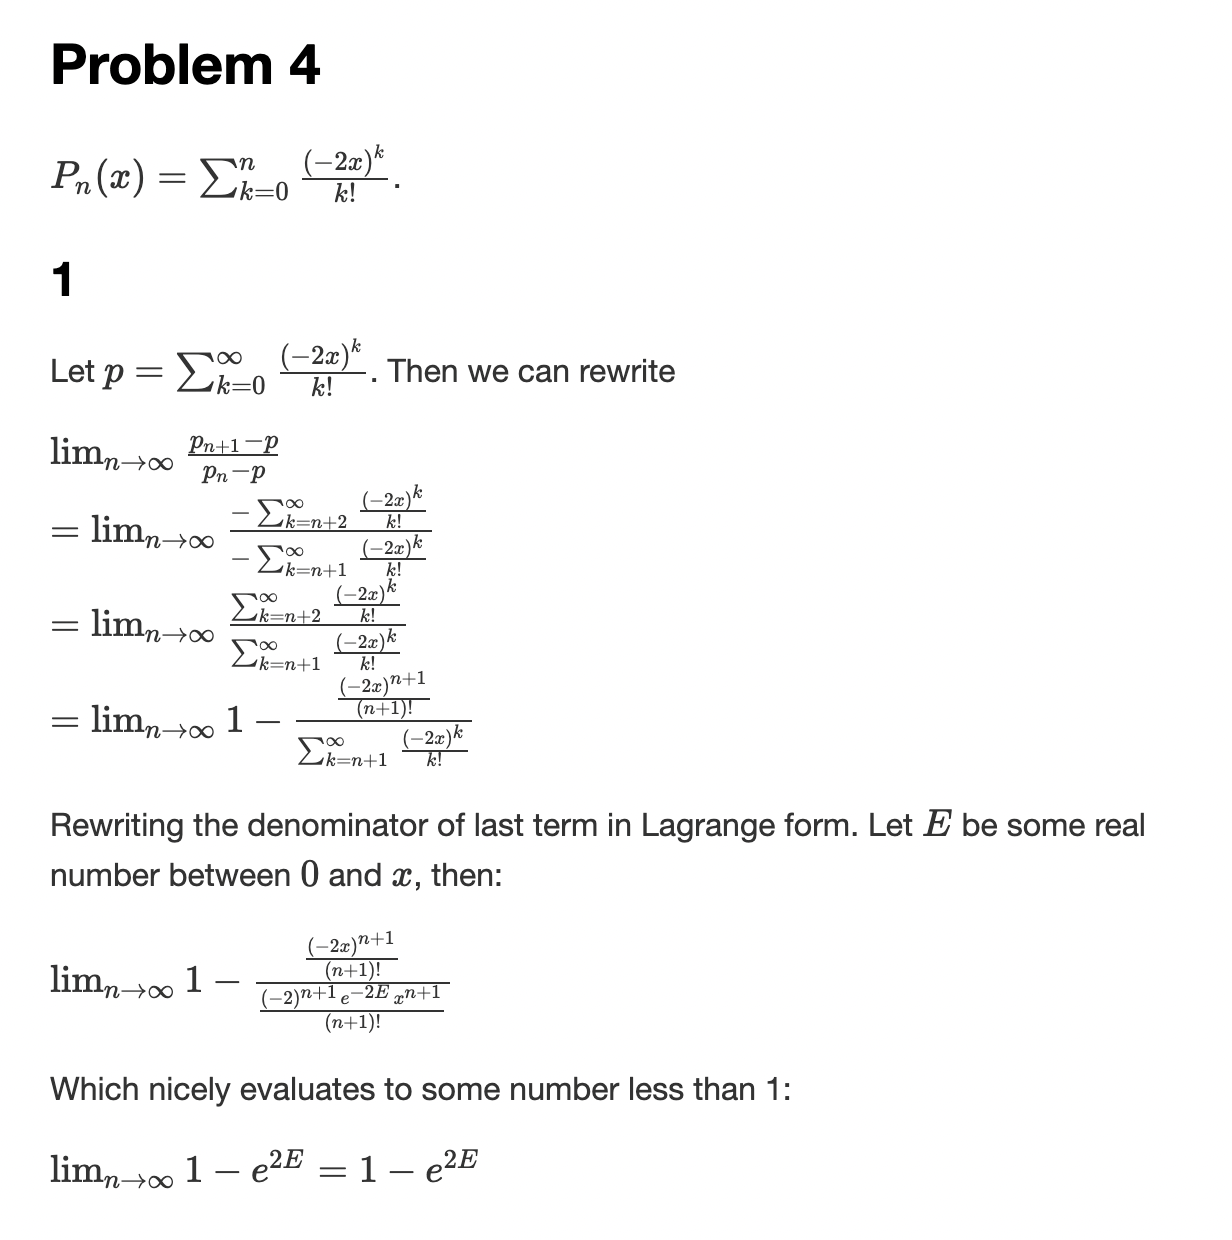 Problem 4
$P_n(x) = \sum_{k=0}^{n} \frac{(-2x)^k}{k!}.$
1
Let $p = \sum_{k=0}^{\infty} \frac{(-2x)^k}{k!}$. Then we can rewrite
$\lim_{n\to\infty} \frac{p_{n+1}-p}{p_n-p}$
$= \lim_{n\to\infty} \frac{-\sum_{k=n+2}^{\infty} \frac{(-2x)^k}{k!}}{-\sum_{k=n+1}^{\infty} \frac{(-2x)^k}{k!}}$
$= \lim_{n\to\infty} \frac{\sum_{k=n+2}^{\infty} \frac{(-2x)^k}{k!}}{\sum_{k=n+1}^{\infty} \frac{(-2x)^k}{k!}}$
$= \lim_{n\to\infty} 1 - \frac{\frac{(-2x)^{n+1}}{(n+1)!}}{\sum_{k=n+1}^{\infty} \frac{(-2x)^k}{k!}}$
Rewriting the denominator of last term in Lagrange form. Let $E$ be some real
number between $0$ and $x$, then:
$\lim_{n\to\infty} 1 - \frac{\frac{(-2x)^{n+1}}{(n+1)!}}{\frac{(-2)^{n+1} e^{-2E} x^{n+1}}{(n+1)!}}$
Which nicely evaluates to some number less than 1:
$\lim_{n\to\infty} 1 - e^{2E} = 1 - e^{2E}$